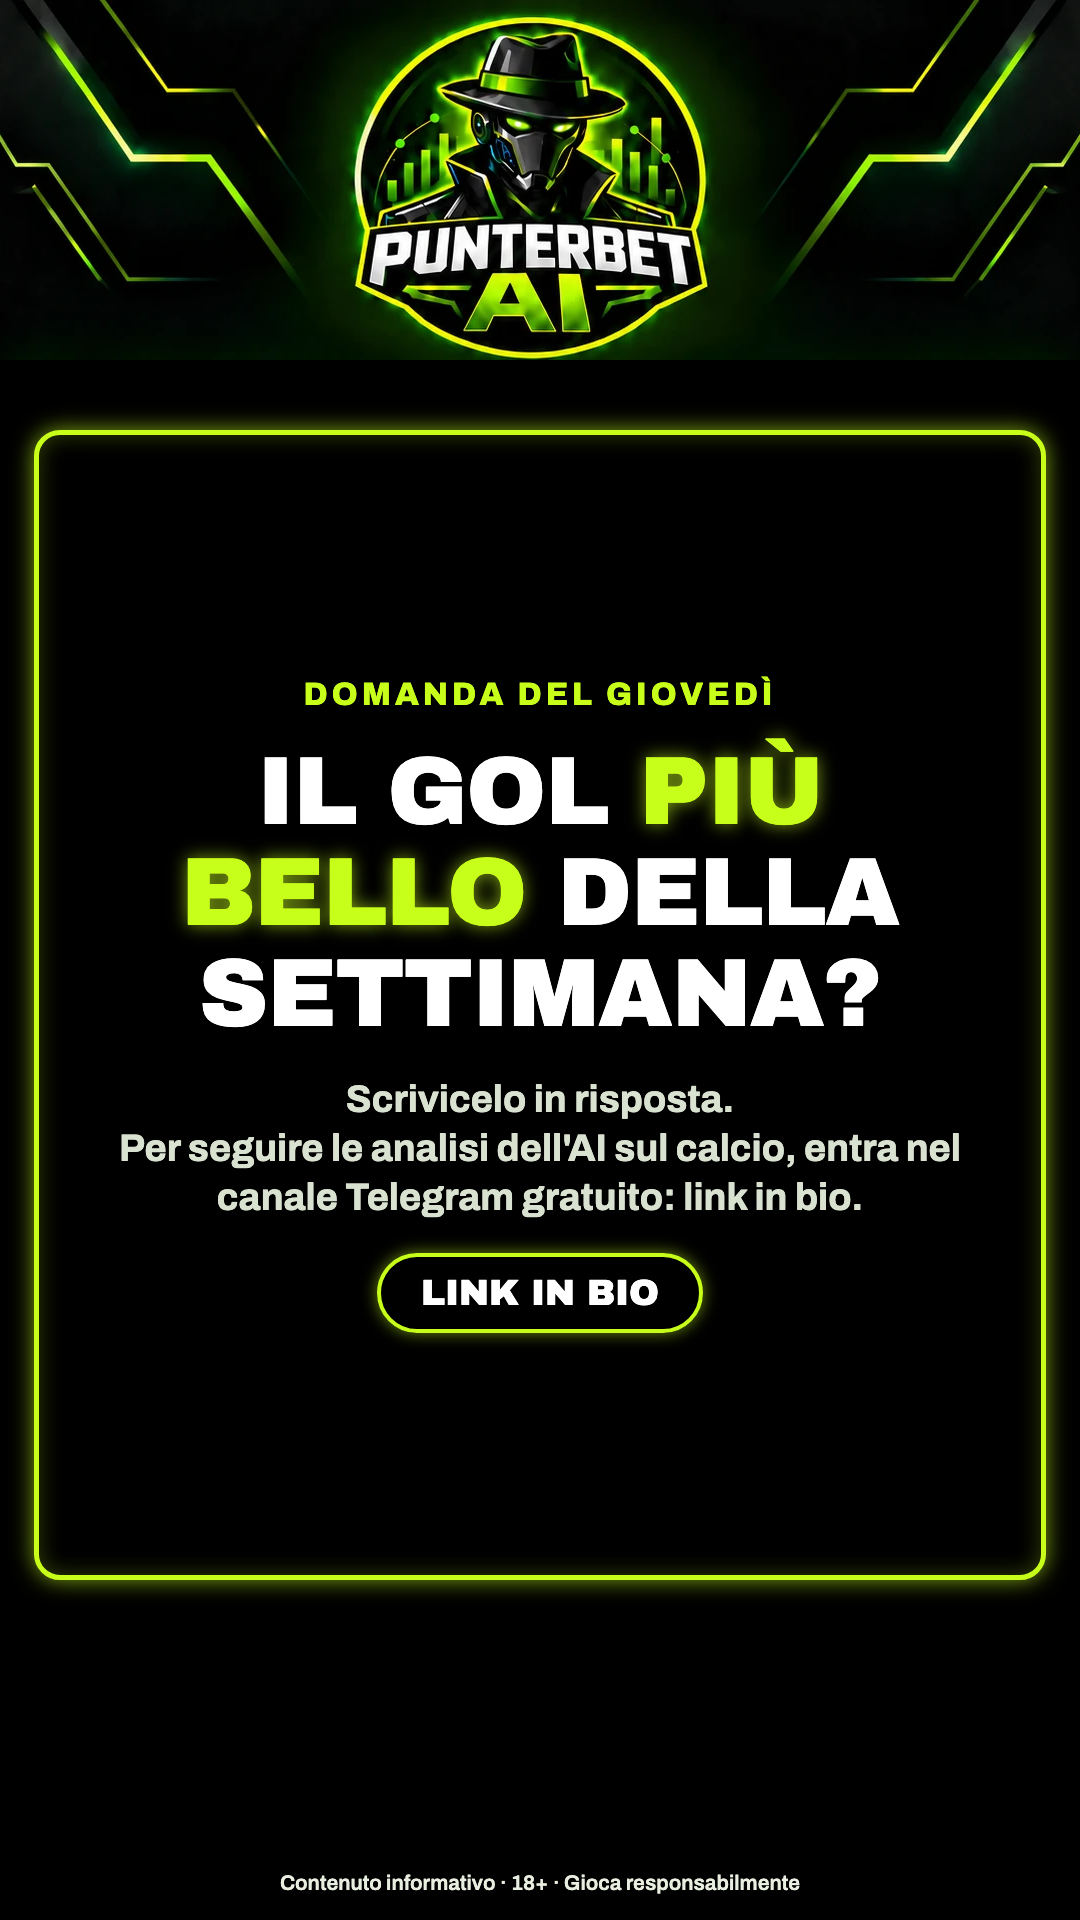 PUNTERBET
AI
DOMANDA DEL GIOVEDÌ
IL GOL PIÙ
BELLO DELLA
SETTIMANA?
Scrivicelo in risposta.
Per seguire le analisi dell'AI sul calcio, entra nel
canale Telegram gratuito: link in bio.
LINK IN BIO
Contenuto informativo · 18+ · Gioca responsabilmente